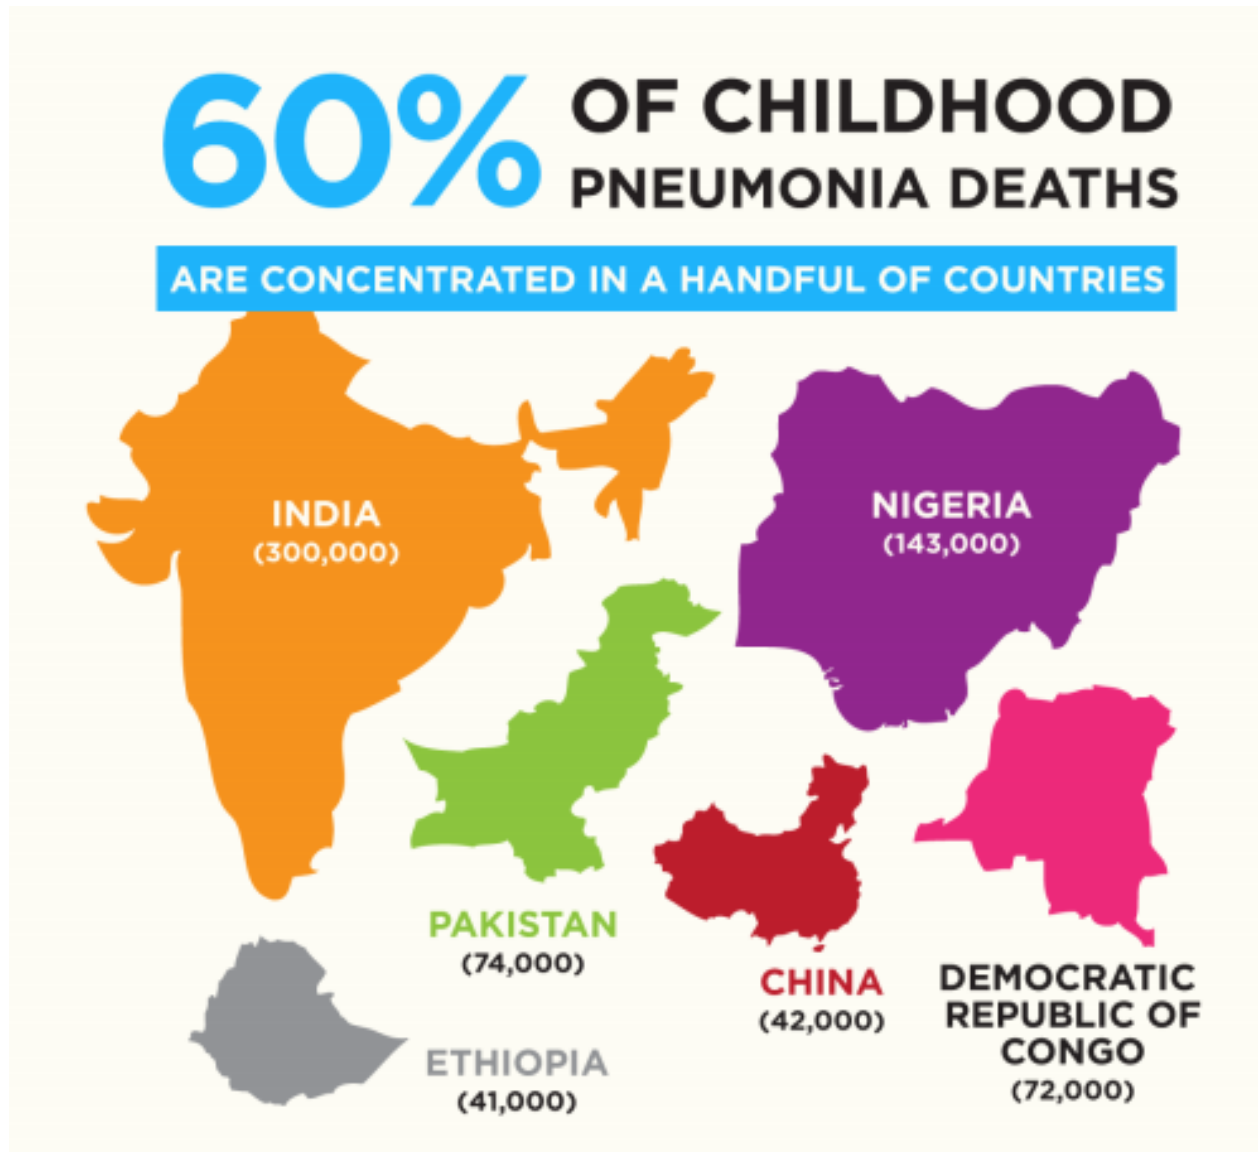 60% OF CHILDHOOD
PNEUMONIA DEATHS
ARE CONCENTRATED IN A HANDFUL OF COUNTRIES
INDIA
(300,000)
NIGERIA
(143,000)
PAKISTAN
(74,000)
CHINA
(42,000)
DEMOCRATIC
REPUBLIC OF
CONGO
(72,000)
ETHIOPIA
(41,000)